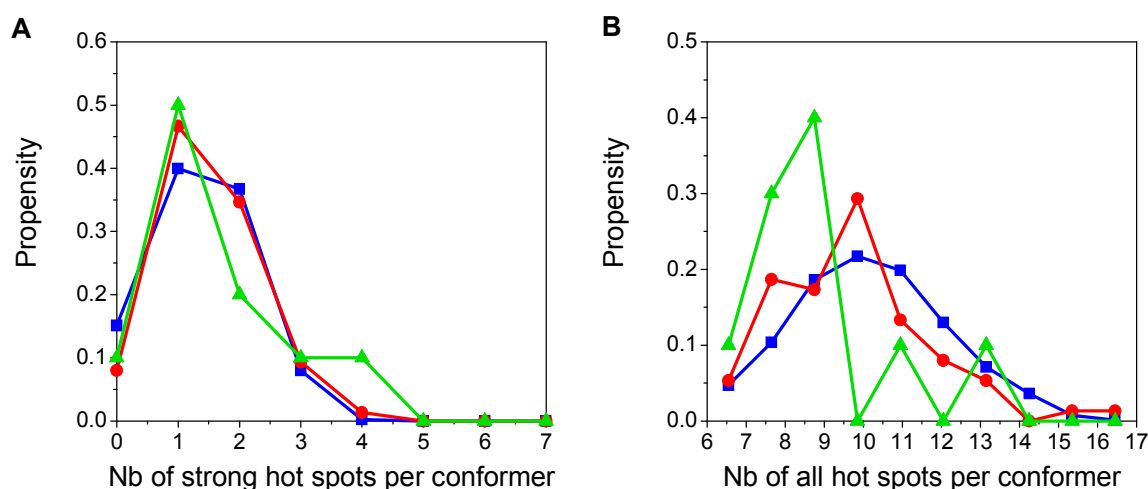 A
B
0.6
0.5
0.4
0.3
0.2
0.1
0.0
Propensity
0 1 2 3 4 5 6 7
Nb of strong hot spots per conformer
0.5
0.4
0.3
0.2
0.1
0.0
Propensity
6 7 8 9 10 11 12 13 14 15 16 17
Nb of all hot spots per conformer